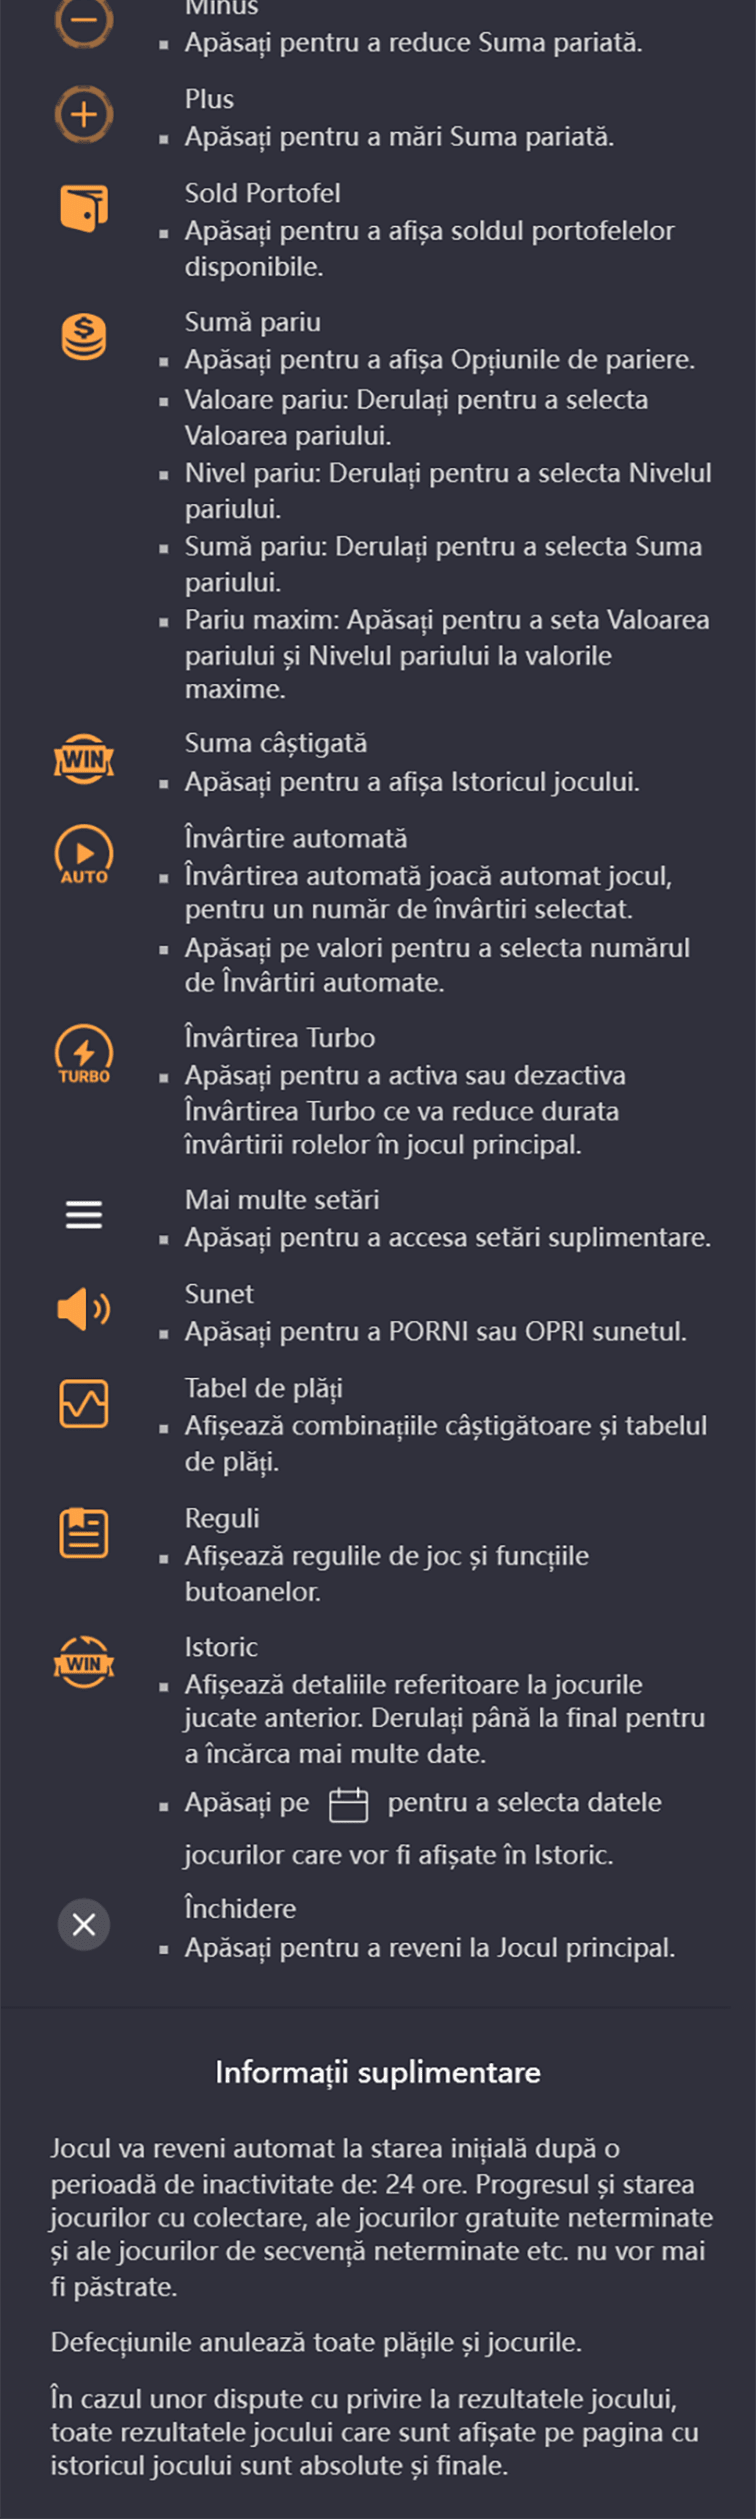 Minus
▪ Apăsați pentru a reduce Suma pariată.
Plus
▪ Apăsați pentru a mări Suma pariată.
Sold Portofel
▪ Apăsați pentru a afișa soldul portofelelor
disponibile.
Sumă pariu
▪ Apăsați pentru a afișa Opțiunile de pariere.
▪ Valoare pariu: Derulați pentru a selecta
Valoarea pariului.
▪ Nivel pariu: Derulați pentru a selecta Nivelul
pariului.
▪ Sumă pariu: Derulați pentru a selecta Suma
pariului.
▪ Pariu maxim: Apăsați pentru a seta Valoarea
pariului și Nivelul pariului la valorile
maxime.
WIN
Suma câștigată
▪ Apăsați pentru a afișa Istoricul jocului.
AUTO
Învârtire automată
▪ Învârtirea automată joacă automat jocul,
pentru un număr de învârtiri selectat.
▪ Apăsați pe valori pentru a selecta numărul
de Învârtiri automate.
TURBO
Învârtirea Turbo
▪ Apăsați pentru a activa sau dezactiva
Învârtirea Turbo ce va reduce durata
învârtirii rolelor în jocul principal.
Mai multe setări
▪ Apăsați pentru a accesa setări suplimentare.
Sunet
▪ Apăsați pentru a PORNI sau OPRI sunetul.
Tabel de plăți
▪ Afișează combinațiile câștigătoare și tabelul
de plăți.
Reguli
▪ Afișează regulile de joc și funcțiile
butoanelor.
WIN
Istoric
▪ Afișează detaliile referitoare la jocurile
jucate anterior. Derulați până la final pentru
a încărca mai multe date.
▪ Apăsați pe pentru a selecta datele
jocurilor care vor fi afișate în Istoric.
Închidere
▪ Apăsați pentru a reveni la Jocul principal.
Informații suplimentare
Jocul va reveni automat la starea inițială după o
perioadă de inactivitate de: 24 ore. Progresul și starea
jocurilor cu colectare, ale jocurilor gratuite neterminate
și ale jocurilor de secvență neterminate etc. nu vor mai
fi păstrate.
Defecțiunile anulează toate plățile și jocurile.
În cazul unor dispute cu privire la rezultatele jocului,
toate rezultatele jocului care sunt afișate pe pagina cu
istoricul jocului sunt absolute și finale.